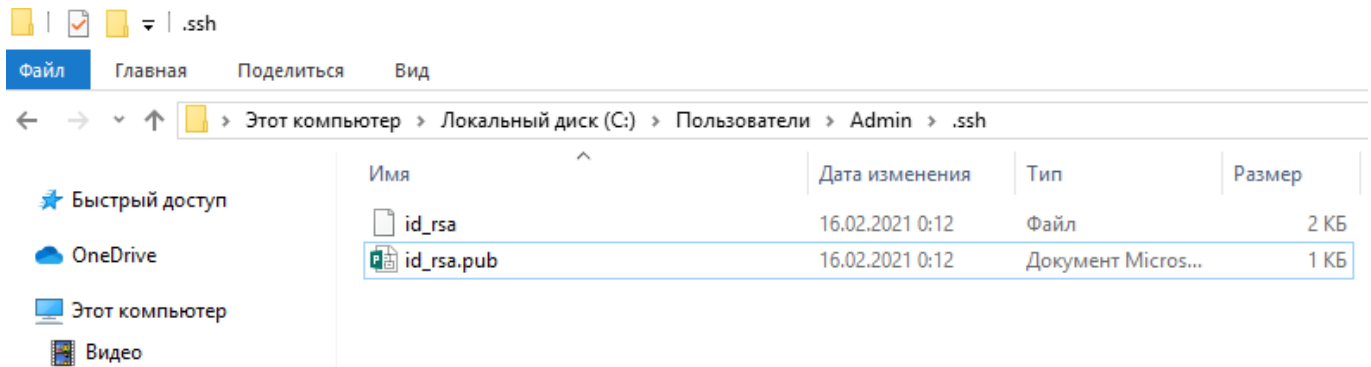 .ssh
Файл Главная Поделиться Вид
Этот компьютер > Локальный диск (C:) > Пользователи > Admin > .ssh
Имя Дата изменения Тип Размер
Быстрый доступ
id_rsa 16.02.2021 0:12 Файл 2 КБ
OneDrive
id_rsa.pub 16.02.2021 0:12 Документ Micros... 1 КБ
Этот компьютер
Видео